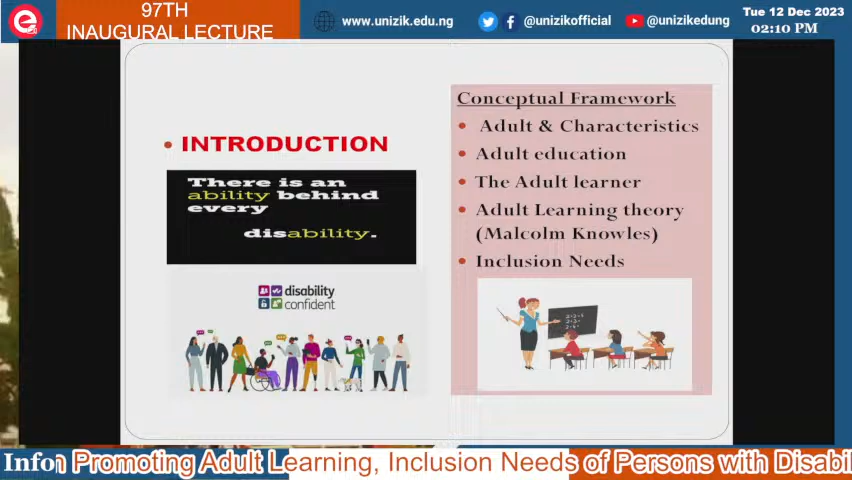 97TH
INAUGURAL LECTURE
www.unizik.edu.ng
@unizikofficial
@unizikedung
Tue 12 Dec 2023
02:10 PM
• INTRODUCTION
There is an
ability behind
every
disability.
disability
confident
Conceptual Framework
• Adult & Characteristics
• Adult education
• The Adult learner
• Adult Learning theory
(Malcolm Knowles)
• Inclusion Needs
Info
n Promoting Adult Learning, Inclusion Needs of Persons with Disabil